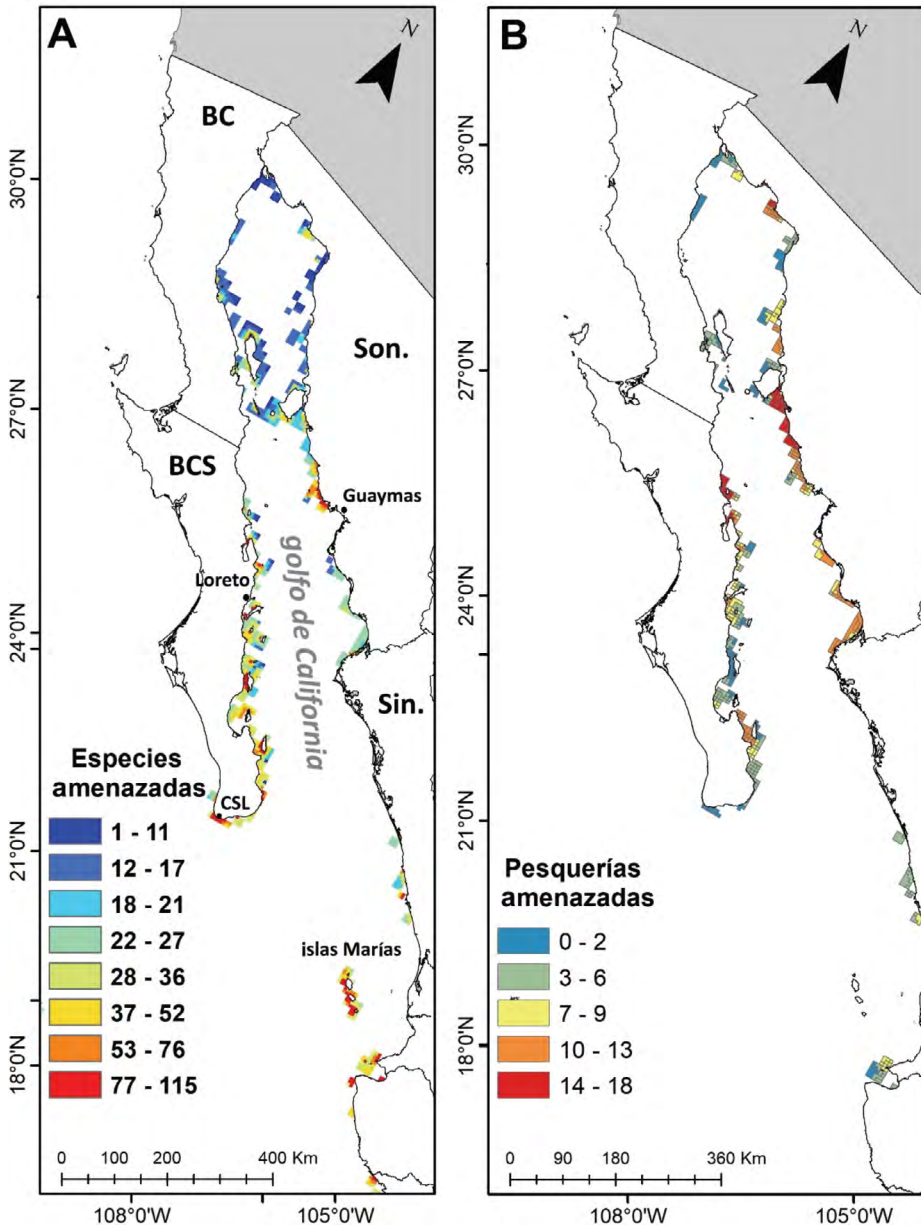 A
N
BC
30°0'N
Son.
27°0'N
BCS
Guaymas
Loreto
golfo de California
24°0'N
Sin.
Especies
amenazadas
CSL
1 - 11
12 - 17
18 - 21
22 - 27
28 - 36
37 - 52
53 - 76
77 - 115
21°0'N
islas Marías
18°0'N
0 100 200 400 Km
108°0'W 105°0'W
B
N
30°0'N
27°0'N
24°0'N
21°0'N
Pesquerías
amenazadas
0 - 2
3 - 6
7 - 9
10 - 13
14 - 18
18°0'N
0 90 180 360 Km
108°0'W 105°0'W